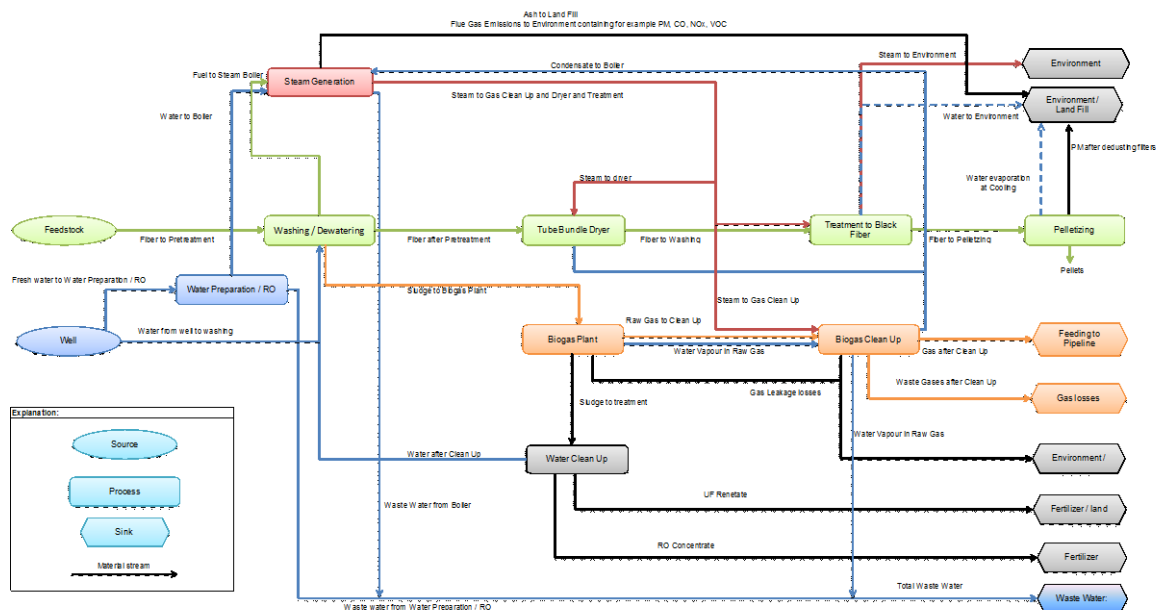 Ash to Land Fill
Flue Gas Emissions to Environment containing for example PM, CO, NOx, VOC
Steam to Environment
Fuel to Steam Boiler
Steam Generation
Condensate to Boiler
Environment
Steam to Gas Clean Up and Dryer and Treatment
Environment /
Land Fill
Water to Boiler
Water to Environment
PM after dedusting filters
Steam to dryer
Water evaporation
at Cooling
Feedstock
Fiber to Pretreatment
Washing / Dewatering
Fiber after Pretreatment
Tube Bundle Dryer
Fiber to Washing
Treatment to Black
Fiber
Fiber to Pelletizing
Pelletizing
Pellets
Fresh water to Water Preparation / RO
Water Preparation / RO
Sludge to Biogas Plant
Steam to Gas Clean Up
Well
Water from well to washing
Raw Gas to Clean Up
Biogas Plant
Water Vapour in Raw Gas
Biogas Clean Up
Gas after Clean Up
Feeding to
Pipeline
Gas Leakage losses
Waste Gases after Clean Up
Gas losses
Sludge to treatment
Explanation:
Source
Process
Sink
Material stream
Water after Clean Up
Water Clean Up
Water Vapour in Raw Gas
Environment /
Waste Water from Boiler
UF Renetate
Fertilizer / land
RO Concentrate
Fertilizer
Total Waste Water
Waste water from Water Preparation / RO
Waste Water: